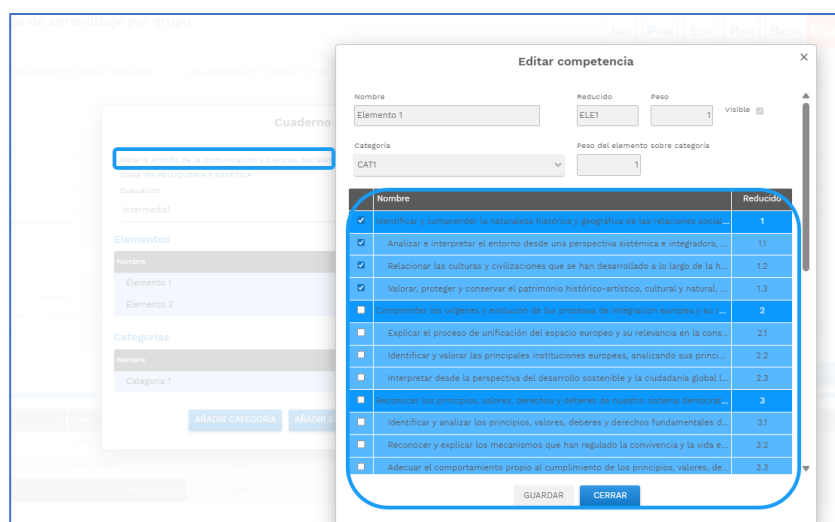 os de aprendizaje por grupo
Editar competencia
×
Nombre
Reducido
Peso
Elemento 1
ELE1
1
Visible
Categoría
Peso del elemento sobre categoría
CAT1
1
Nombre
Reducido
Identificar y comprender la naturaleza histórica y geográfica de las relaciones social...
1
Analizar e interpretar el entorno desde una perspectiva sistémica e integradora, ...
1.1
Relacionar las culturas y civilizaciones que se han desarrollado a lo largo de la h...
1.2
Valorar, proteger y conservar el patrimonio histórico-artístico, cultural y natural, ...
1.3
Comprender los orígenes y evolución de los procesos de integración europea y su r...
2
Explicar el proceso de unificación del espacio europeo y su relevancia en la cons...
2.1
Identificar y valorar las principales instituciones europeas, analizando sus princi...
2.2
Interpretar desde la perspectiva del desarrollo sostenible y la ciudadanía global l...
2.3
Reconocer los principios, valores, derechos y deberes de nuestro sistema democrát...
3
Identificar y analizar los principios, valores, deberes y derechos fundamentales d...
3.1
Reconocer y explicar los mecanismos que han regulado la convivencia y la vida e...
3.2
Adecuar el comportamiento propio al cumplimiento de los principios, valores, de...
3.3
GUARDAR
CERRAR
Cuaderno
Materia Ámbito de la Comunicación y Ciencias Sociales
Clase 1ºA PELUQUERIA Y ESTÉTICA
Evaluación
Intermedia1
Elementos
Nombre
Elemento 1
Elemento 2
Categorías
Nombre
Categoría 1
AÑADIR CATEGORÍA
AÑADIR E